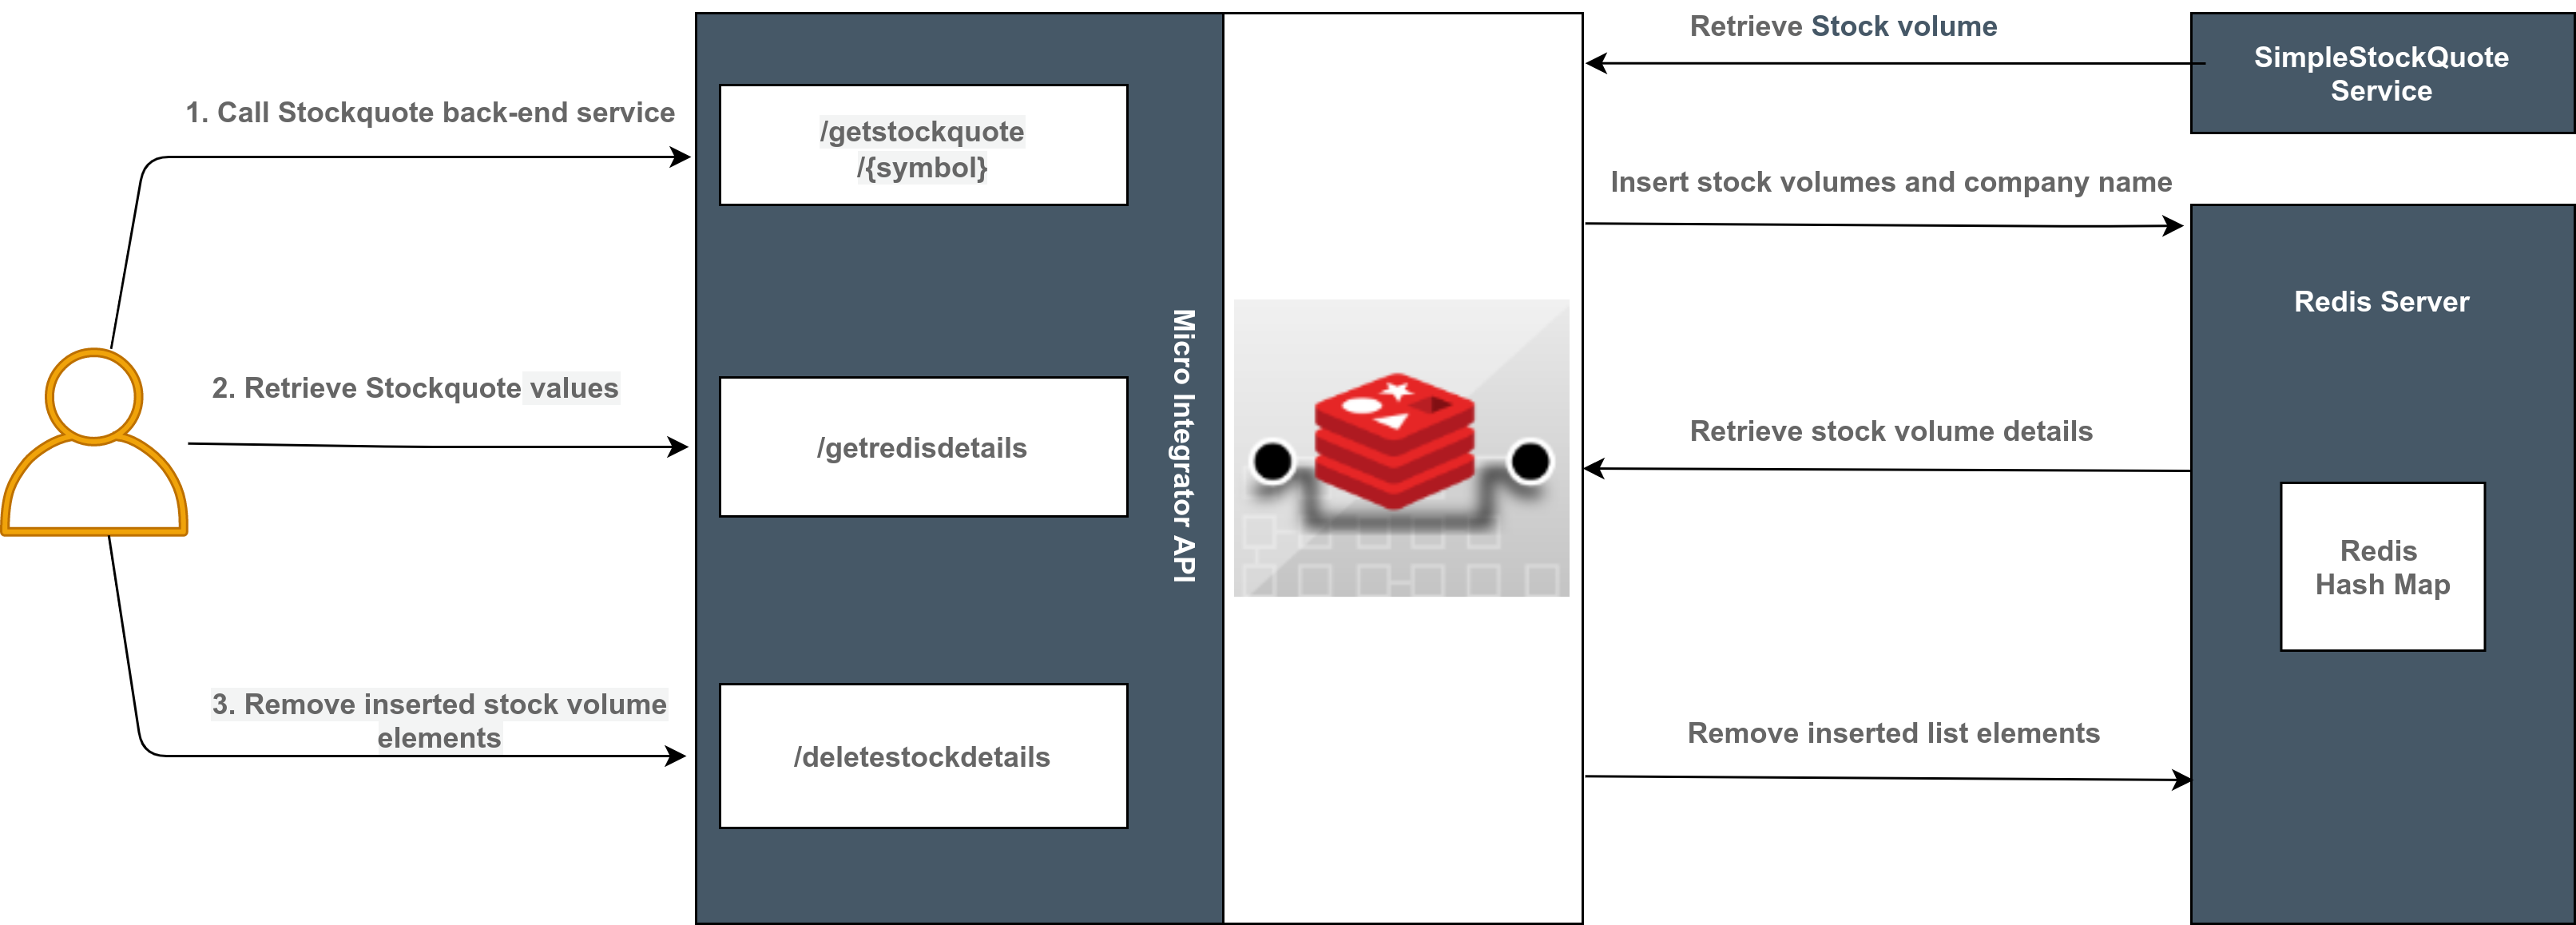 1. Call Stockquote back-end service
2. Retrieve Stockquote values
3. Remove inserted stock volume
elements
/getstockquote
/{symbol}
/getredisdetails
/deletestockdetails
Micro Integrator API
Retrieve Stock volume
Insert stock volumes and company name
Retrieve stock volume details
Remove inserted list elements
SimpleStockQuote
Service
Redis Server
Redis
Hash Map